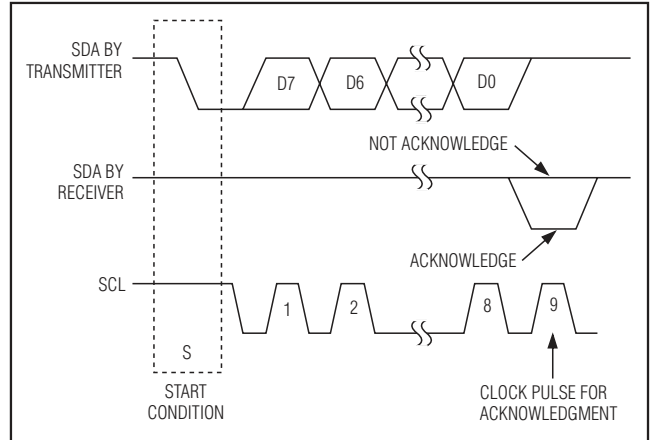 SDA BY
TRANSMITTER
D7
D6
D0
NOT ACKNOWLEDGE
SDA BY
RECEIVER
ACKNOWLEDGE
SCL
1
2
8
9
S
START
CONDITION
CLOCK PULSE FOR
ACKNOWLEDGMENT